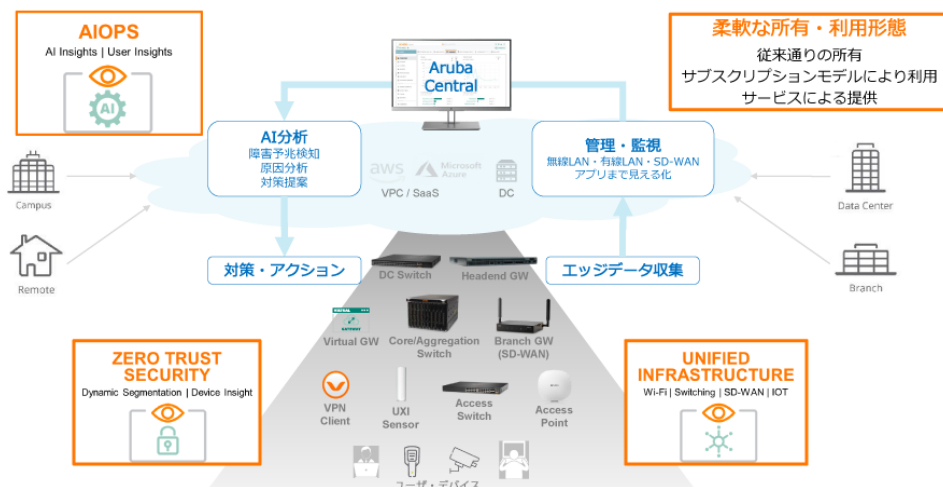 AIOPS
AI Insights | User Insights
AI
Aruba
Central
柔軟な所有・利用形態
従来通りの所有
サブスクリプションモデルにより利用
サービスによる提供
AI分析
障害予兆検知
原因分析
対策提案
管理・監視
無線LAN・有線LAN・SD-WAN
アプリまで見える化
aws
Microsoft
Azure
VPC / SaaS
DC
Campus
Data Center
Remote
Branch
対策・アクション
エッジデータ収集
DC Switch
Headend GW
Virtual GW
Core/Aggregation
Switch
Branch GW
(SD-WAN)
ZERO TRUST
SECURITY
Dynamic Segmentation | Device Insight
UNIFIED
INFRASTRUCTURE
Wi-Fi | Switching | SD-WAN | IOT
VPN
Client
UXI
Sensor
Access
Switch
Access
Point
ユーザ・デバイス